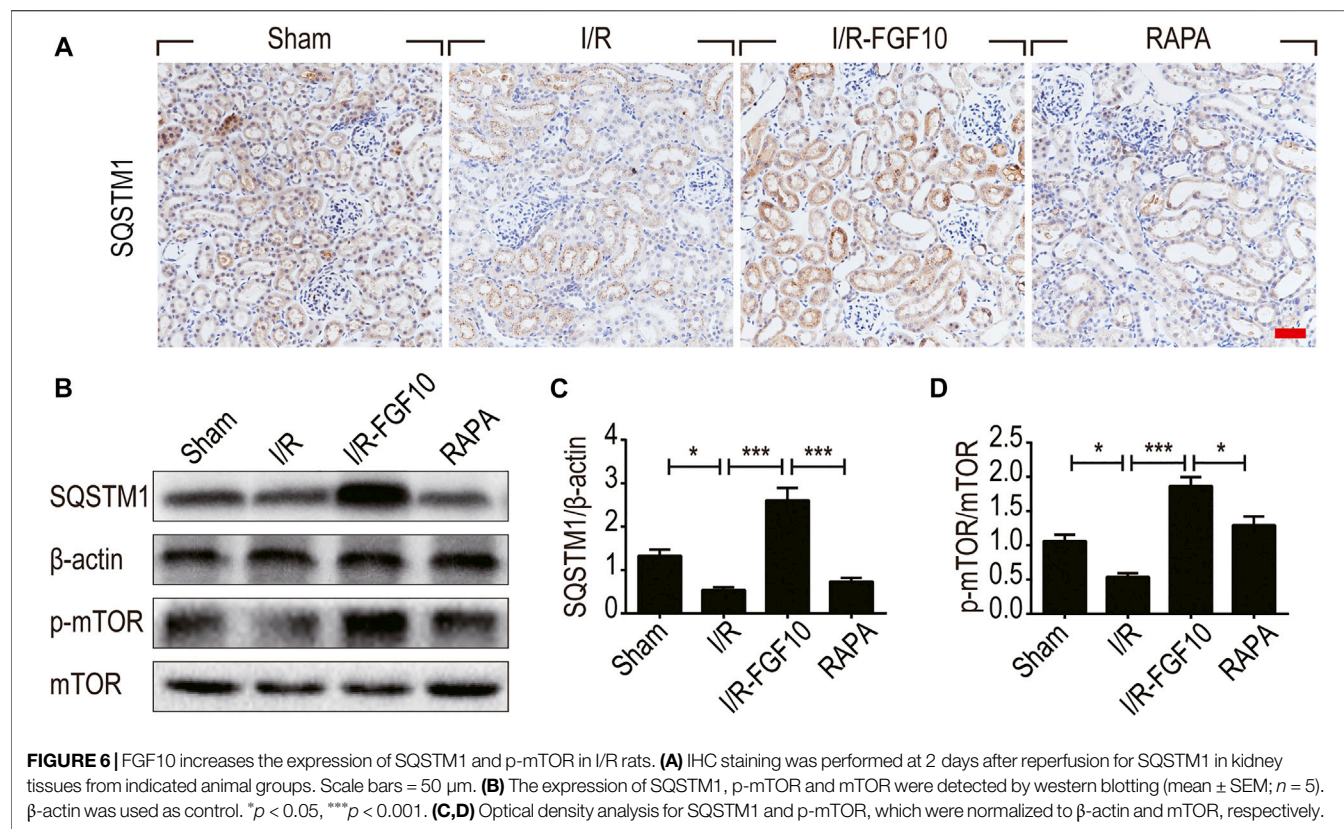 A
Sham
I/R
I/R-FGF10
RAPA
SQSTM1
B
Sham
I/R
I/R-FGF10
RAPA
SQSTM1
β-actin
p-mTOR
mTOR
C
SQSTM1/β-actin
4
3
2
1
0
*
***
***
Sham
I/R
I/R-FGF10
RAPA
D
p-mTOR/mTOR
2.5
2.0
1.5
1.0
0.5
0.0
*
***
*
Sham
I/R
I/R-FGF10
RAPA
FIGURE 6 | FGF10 increases the expression of SQSTM1 and p-mTOR in I/R rats. (A) IHC staining was performed at 2 days after reperfusion for SQSTM1 in kidney
tissues from indicated animal groups. Scale bars = 50 μm. (B) The expression of SQSTM1, p-mTOR and mTOR were detected by western blotting (mean ± SEM; n = 5).
β-actin was used as control. *p < 0.05, ***p < 0.001. (C,D) Optical density analysis for SQSTM1 and p-mTOR, which were normalized to β-actin and mTOR, respectively.